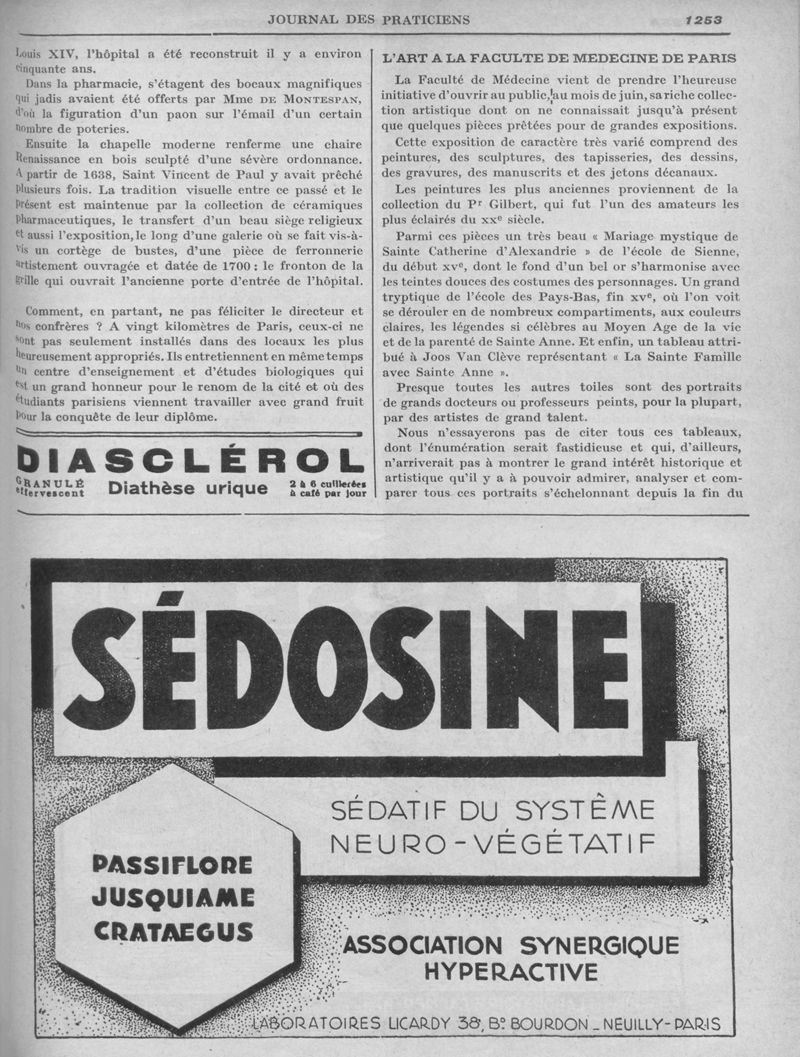 JOURNAL DES PRATICIENS
1253
Louis XIV, l'hôpital a été reconstruit il y a environ
cinquante ans.
Dans la pharmacie, s'étagent des bocaux magnifiques
qui jadis avaient été offerts par Mme DE MONTESPAN,
d'où la figuration d'un paon sur l'émail d'un certain
nombre de poteries.
Ensuite la chapelle moderne renferme une chaire
Renaissance en bois sculpté d'une sévère ordonnance.
A partir de 1638, Saint Vincent de Paul y avait prêché
plusieurs fois. La tradition visuelle entre ce passé et le
présent est maintenue par la collection de céramiques
pharmaceutiques, le transfert d'un beau siège religieux
et aussi l'exposition, le long d'une galerie où se fait vis-à-
vis un cortège de bustes, d'une pièce de ferronnerie
artistement ouvragée et datée de 1700 : le fronton de la
grille qui ouvrait l'ancienne porte d'entrée de l'hôpital.
Comment, en partant, ne pas féliciter le directeur et
nos confrères ? A vingt kilomètres de Paris, ceux-ci ne
sont pas seulement installés dans des locaux les plus
heureusement appropriés. Ils entretiennent en même temps
un centre d'enseignement et d'études biologiques qui
est un grand honneur pour le renom de la cité et où des
étudiants parisiens viennent travailler avec grand fruit
pour la conquête de leur diplôme.
DIASCLÉROL
GRANULÉ
effervescent
Diathèse urique
2 à 6 cuillerées
à café par jour
L'ART A LA FACULTE DE MEDECINE DE PARIS
La Faculté de Médecine vient de prendre l'heureuse
initiative d'ouvrir au public, au mois de juin, sa riche collec-
tion artistique dont on ne connaissait jusqu'à présent
que quelques pièces prêtées pour de grandes expositions.
Cette exposition de caractère très varié comprend des
peintures, des sculptures, des tapisseries, des dessins,
des gravures, des manuscrits et des jetons décanaux.
Les peintures les plus anciennes proviennent de la
collection du Pr Gilbert, qui fut l'un des amateurs les
plus éclairés du XXe siècle.
Parmi ces pièces un très beau « Mariage mystique de
Sainte Catherine d'Alexandrie » de l'école de Sienne,
du début XVe, dont le fond d'un bel or s'harmonise avec
les teintes douces des costumes des personnages. Un grand
tryptique de l'école des Pays-Bas, fin XVe, où l'on voit
se dérouler en de nombreux compartiments, aux couleurs
claires, les légendes si célèbres au Moyen Age de la vie
et de la parenté de Sainte Anne. Et enfin, un tableau attri-
bué à Joos Van Clève représentant « La Sainte Famille
avec Sainte Anne ».
Presque toutes les autres toiles sont des portraits
de grands docteurs ou professeurs peints, pour la plupart,
par des artistes de grand talent.
Nous n'essayerons pas de citer tous ces tableaux,
dont l'énumération serait fastidieuse et qui, d'ailleurs,
n'arriverait pas à montrer le grand intérêt historique et
artistique qu'il y a à pouvoir admirer, analyser et com-
parer tous ces portraits s'échelonnant depuis la fin du
SÉDOSINE
SÉDATIF DU SYSTÊME
NEURO-VÉGÉTATIF
PASSIFLORE
JUSQUIAME
CRATAEGUS
ASSOCIATION SYNERGIQUE
HYPERACTIVE
LABORATOIRES LICARDY 38, Bd BOURDON _ NEUILLY-PARIS